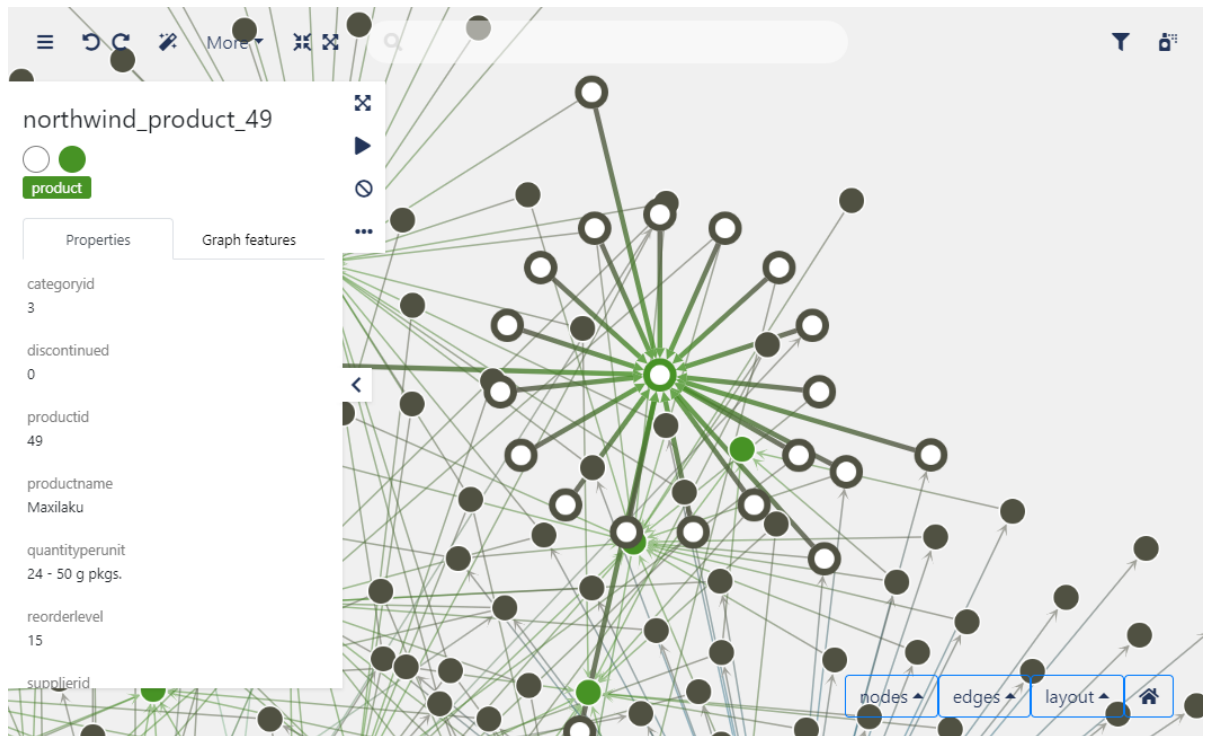 More
northwind_product_49
product
Properties Graph features
categoryid
3
discontinued
0
productid
49
productname
Maxilaku
quantityperunit
24 - 50 g pkgs.
reorderlevel
15
supplierid
nodes edges layout